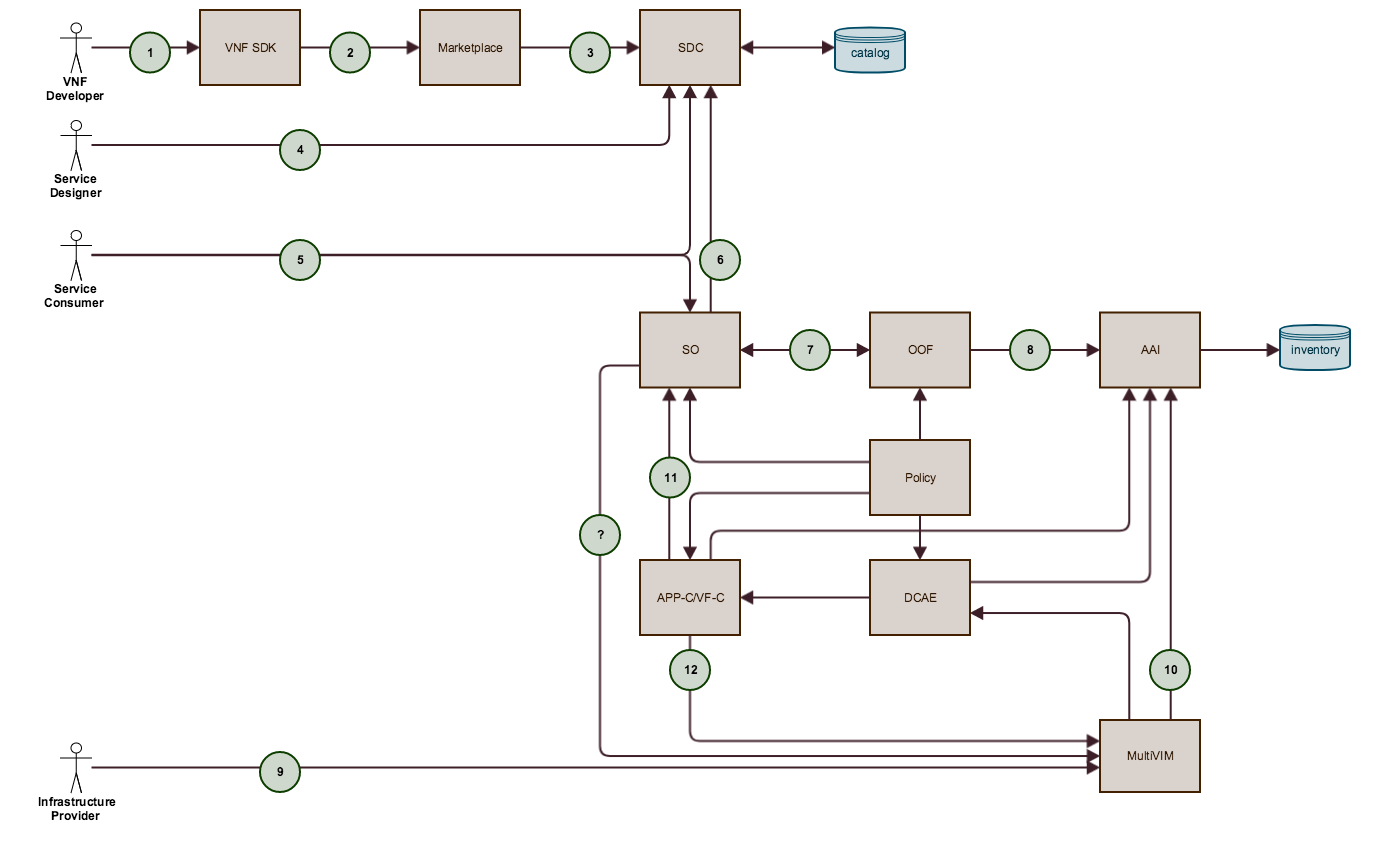 1
VNF SDK
2
Marketplace
3
SDC
catalog
VNF
Developer
4
Service
Designer
5
6
Service
Consumer
SO
7
OOF
8
AAI
inventory
11
Policy
?
APP-C/VF-C
DCAE
12
10
MultiVIM
9
Infrastructure
Provider